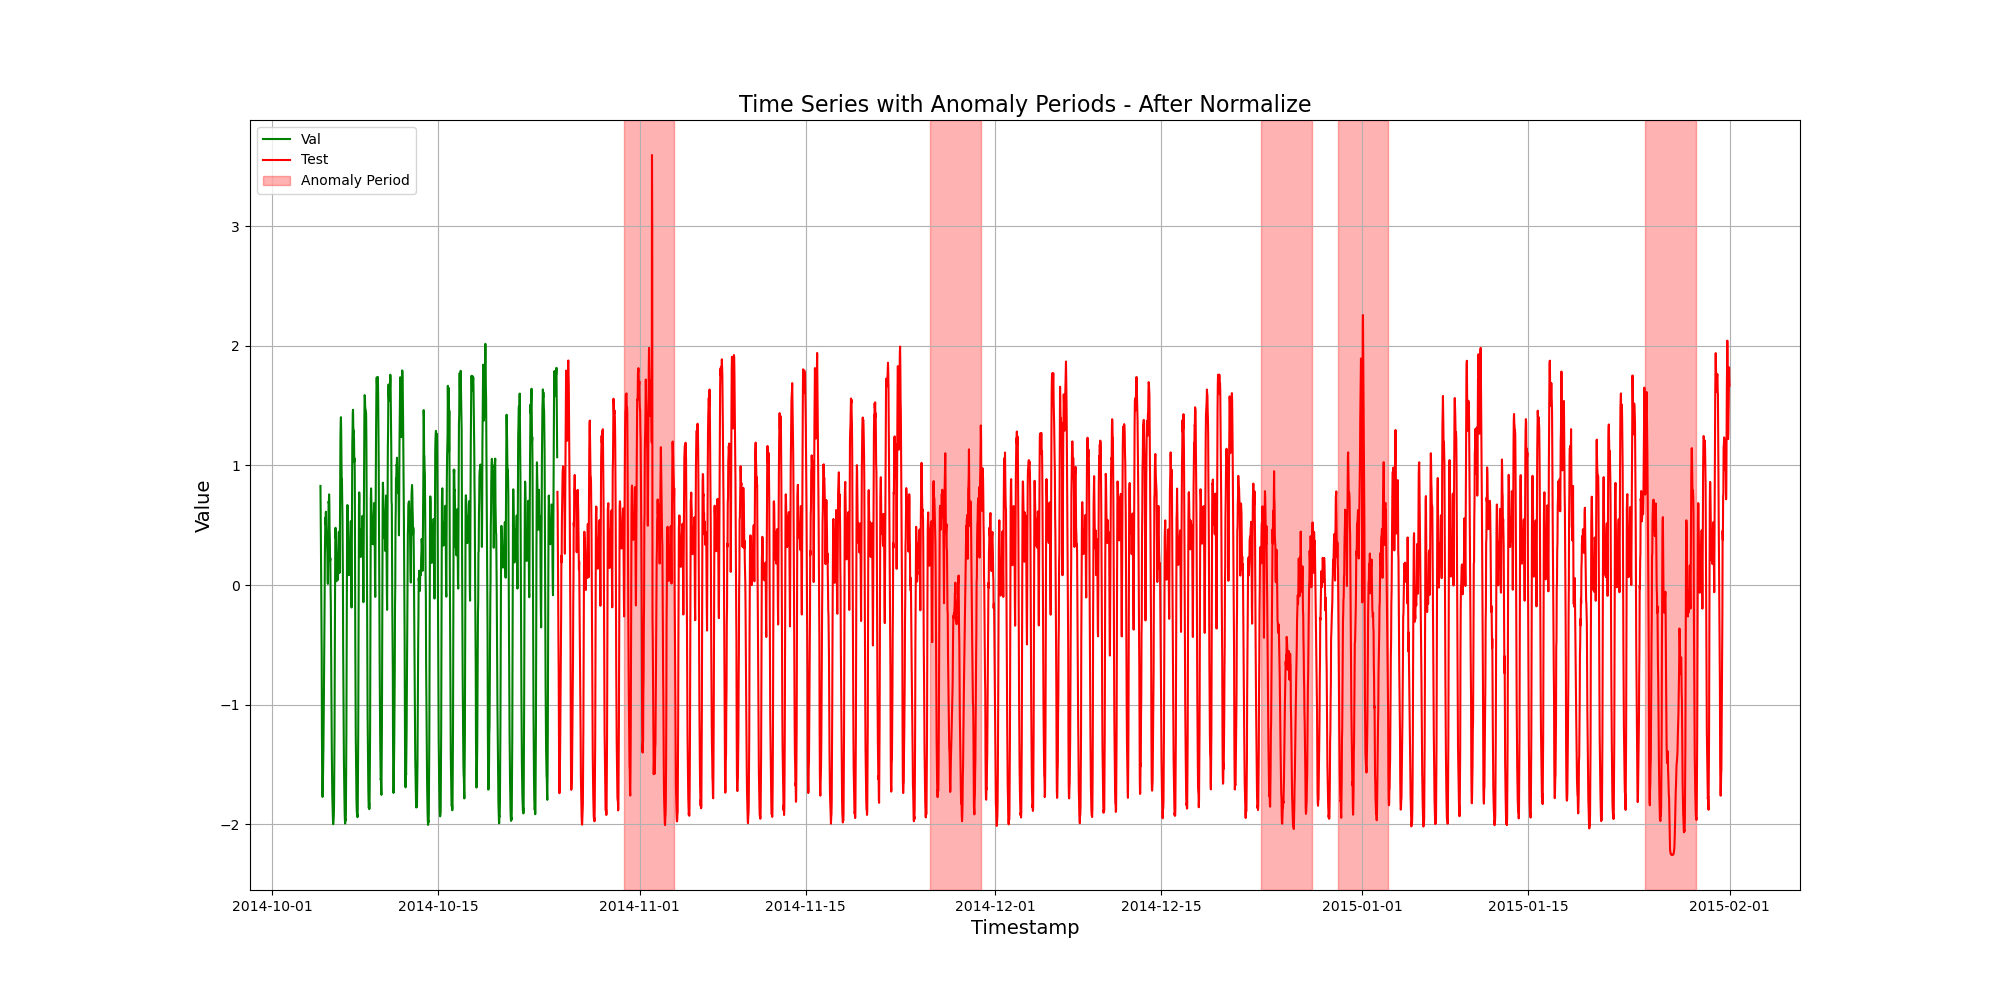 Time Series with Anomaly Periods - After Normalize
Val
Test
Anomaly Period
Value
3
2
1
0
−1
−2
2014-10-01 2014-10-15 2014-11-01 2014-11-15 2014-12-01 2014-12-15 2015-01-01 2015-01-15 2015-02-01
Timestamp